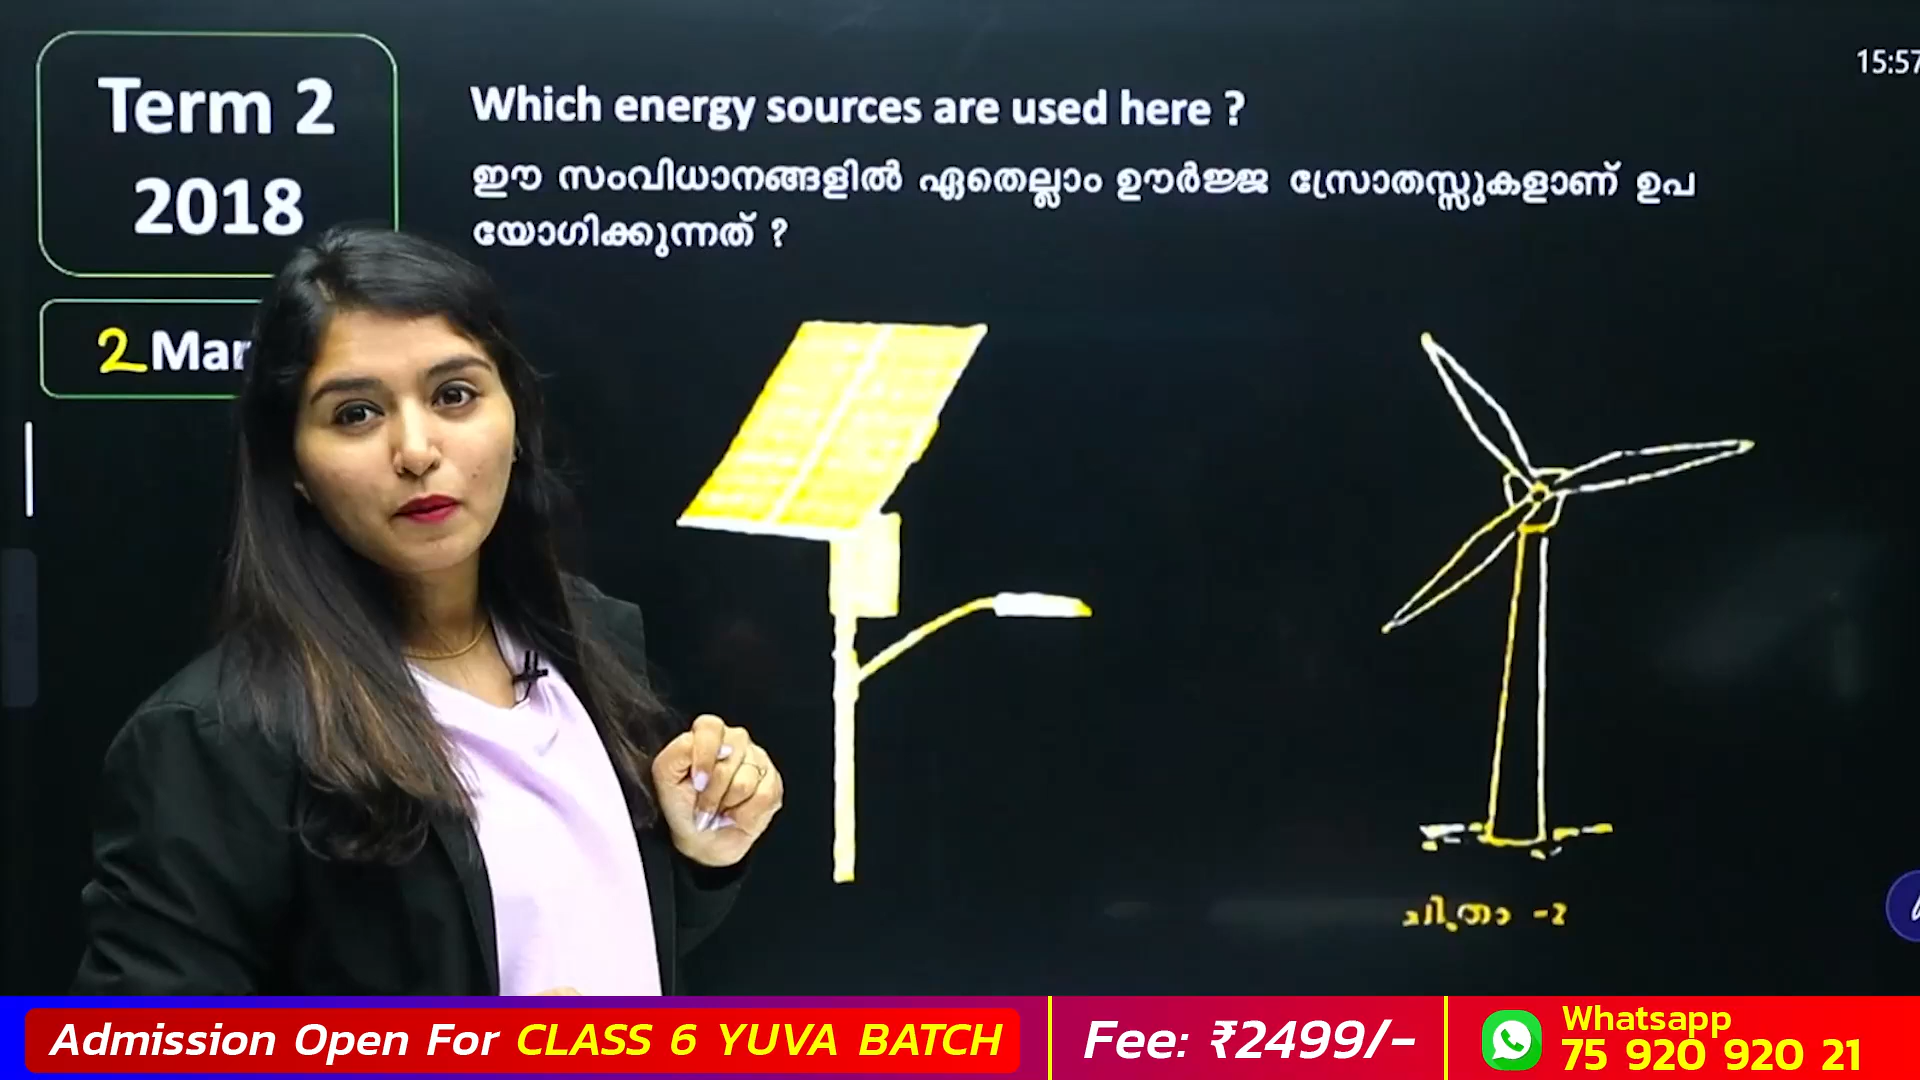 Term 2
2018
2 Mar
15:57
Which energy sources are used here ?
ഈ സംവിധാനങ്ങളിൽ ഏതെല്ലാം ഊർജ്ജ സ്രോതസ്സുകളാണ് ഉപ
യോഗിക്കുന്നത് ?
Admission Open For CLASS 6 YUVA BATCH
Fee: ₹2499/-
Whatsapp
75 920 920 21